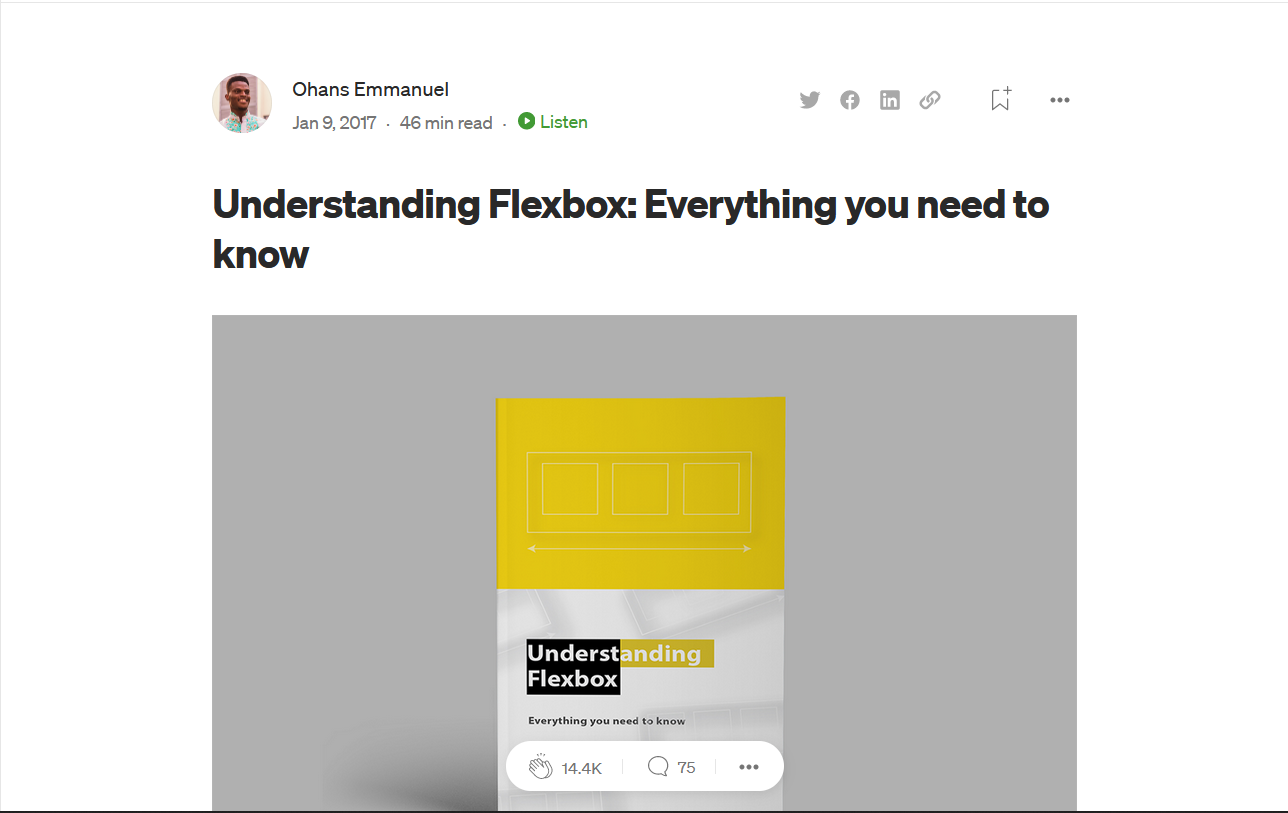 Ohans Emmanuel
Jan 9, 2017 · 46 min read · Listen
Understanding Flexbox: Everything you need to
know
Understanding
Flexbox
Everything you need to know
14.4K 75